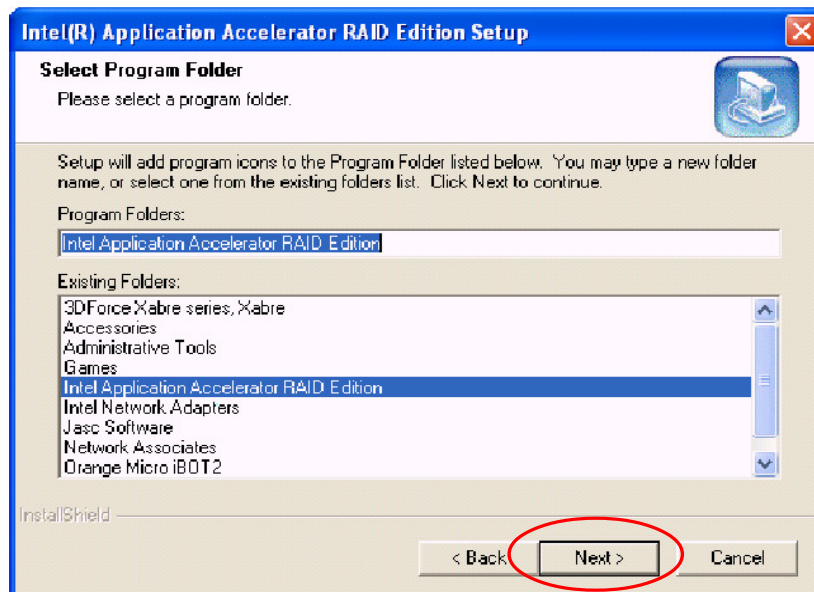 Intel(R) Application Accelerator RAID Edition Setup
Select Program Folder
Please select a program folder.
Setup will add program icons to the Program Folder listed below. You may type a new folder
name, or select one from the existing folders list. Click Next to continue.
Program Folders:
Intel Application Accelerator RAID Edition
Existing Folders:
3DForce Xabre series, Xabre
Accessories
Administrative Tools
Games
Intel Application Accelerator RAID Edition
Intel Network Adapters
Jasc Software
Network Associates
Orange Micro iBOT2
InstallShield
< Back
Next >
Cancel